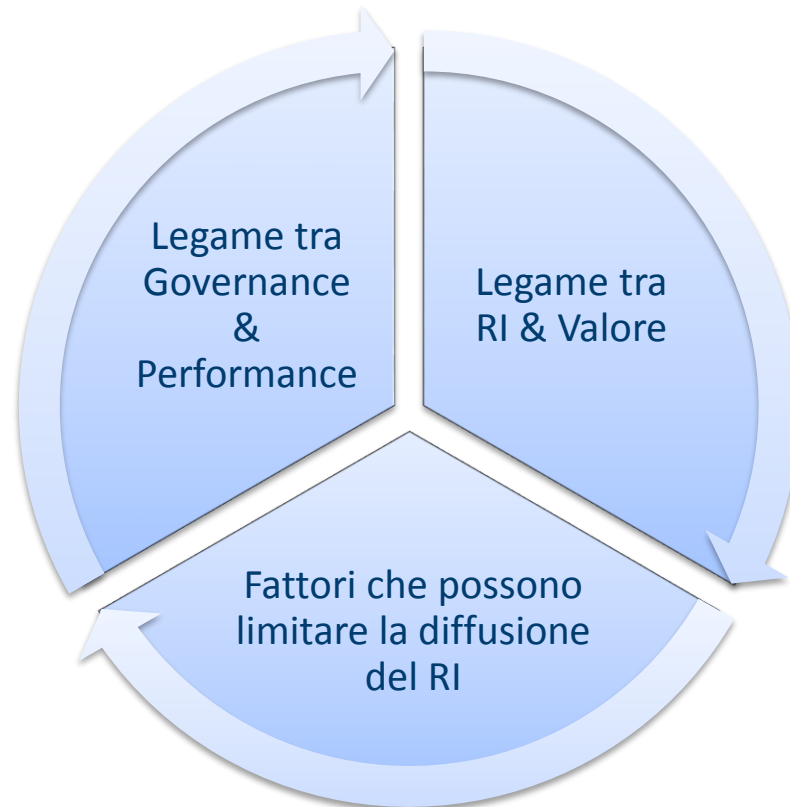 Legame tra
Governance
&
Performance
Legame tra
RI & Valore
Fattori che possono
limitare la diffusione
del RI